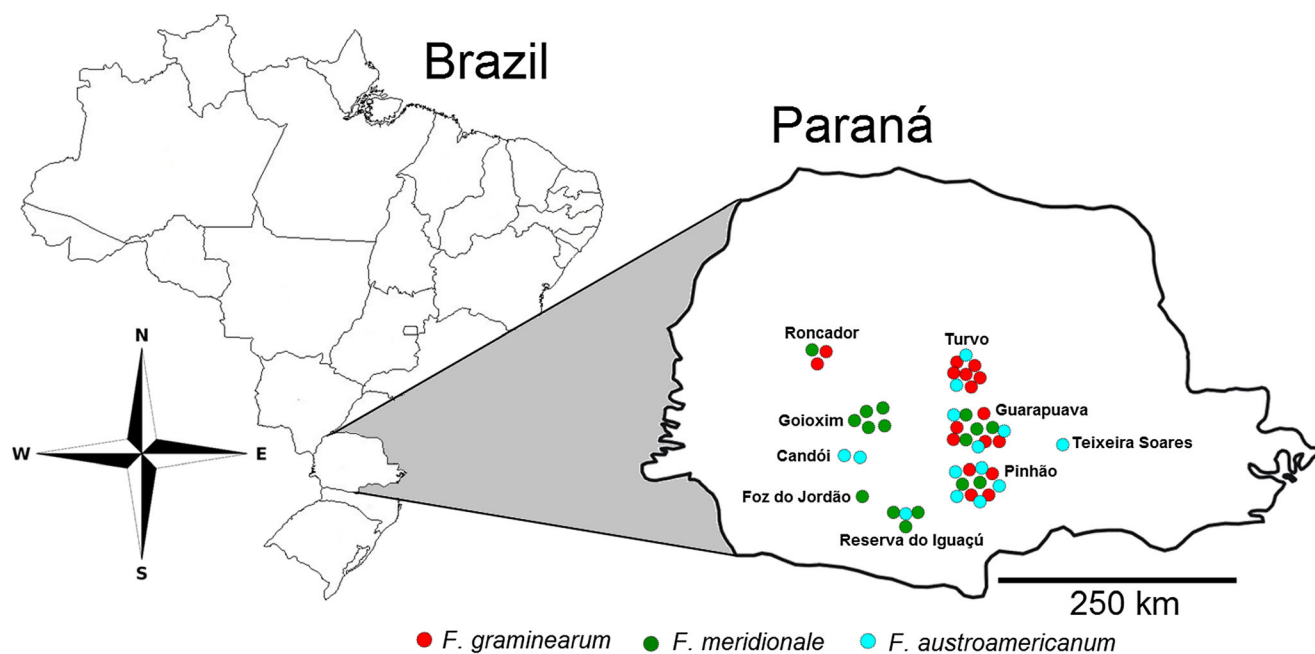 Brazil
Paraná
N
W
E
S
Roncador
Turvo
Goioxim
Guarapuava
Candói
Teixeira Soares
Pinhão
Foz do Jordão
Reserva do Iguaçú
250 km
F. graminearum F. meridionale F. austroamericanum